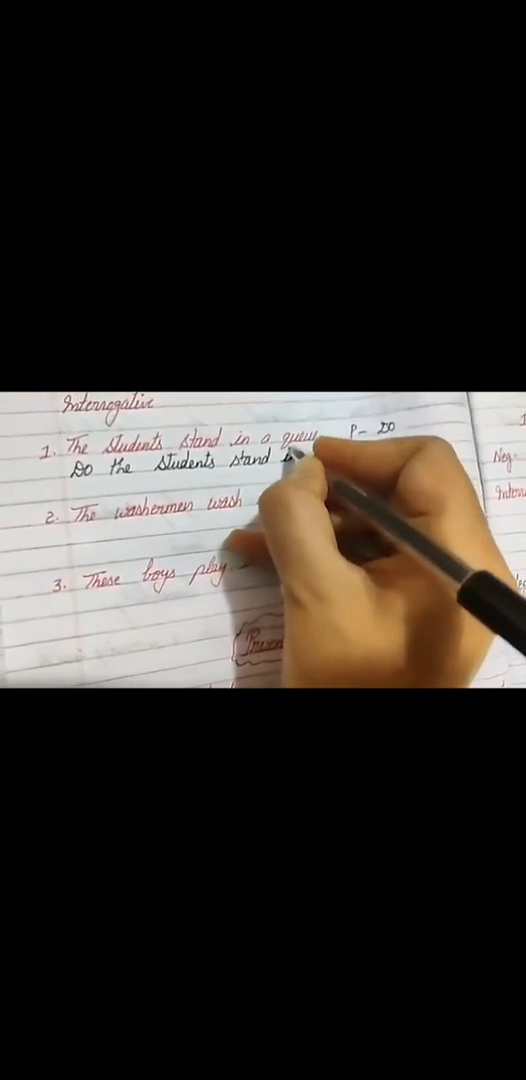 Interrogative
1. The students stand in a queue P- DO
Do the students stand
2. The washermen wash
3. These boys play
Neg.